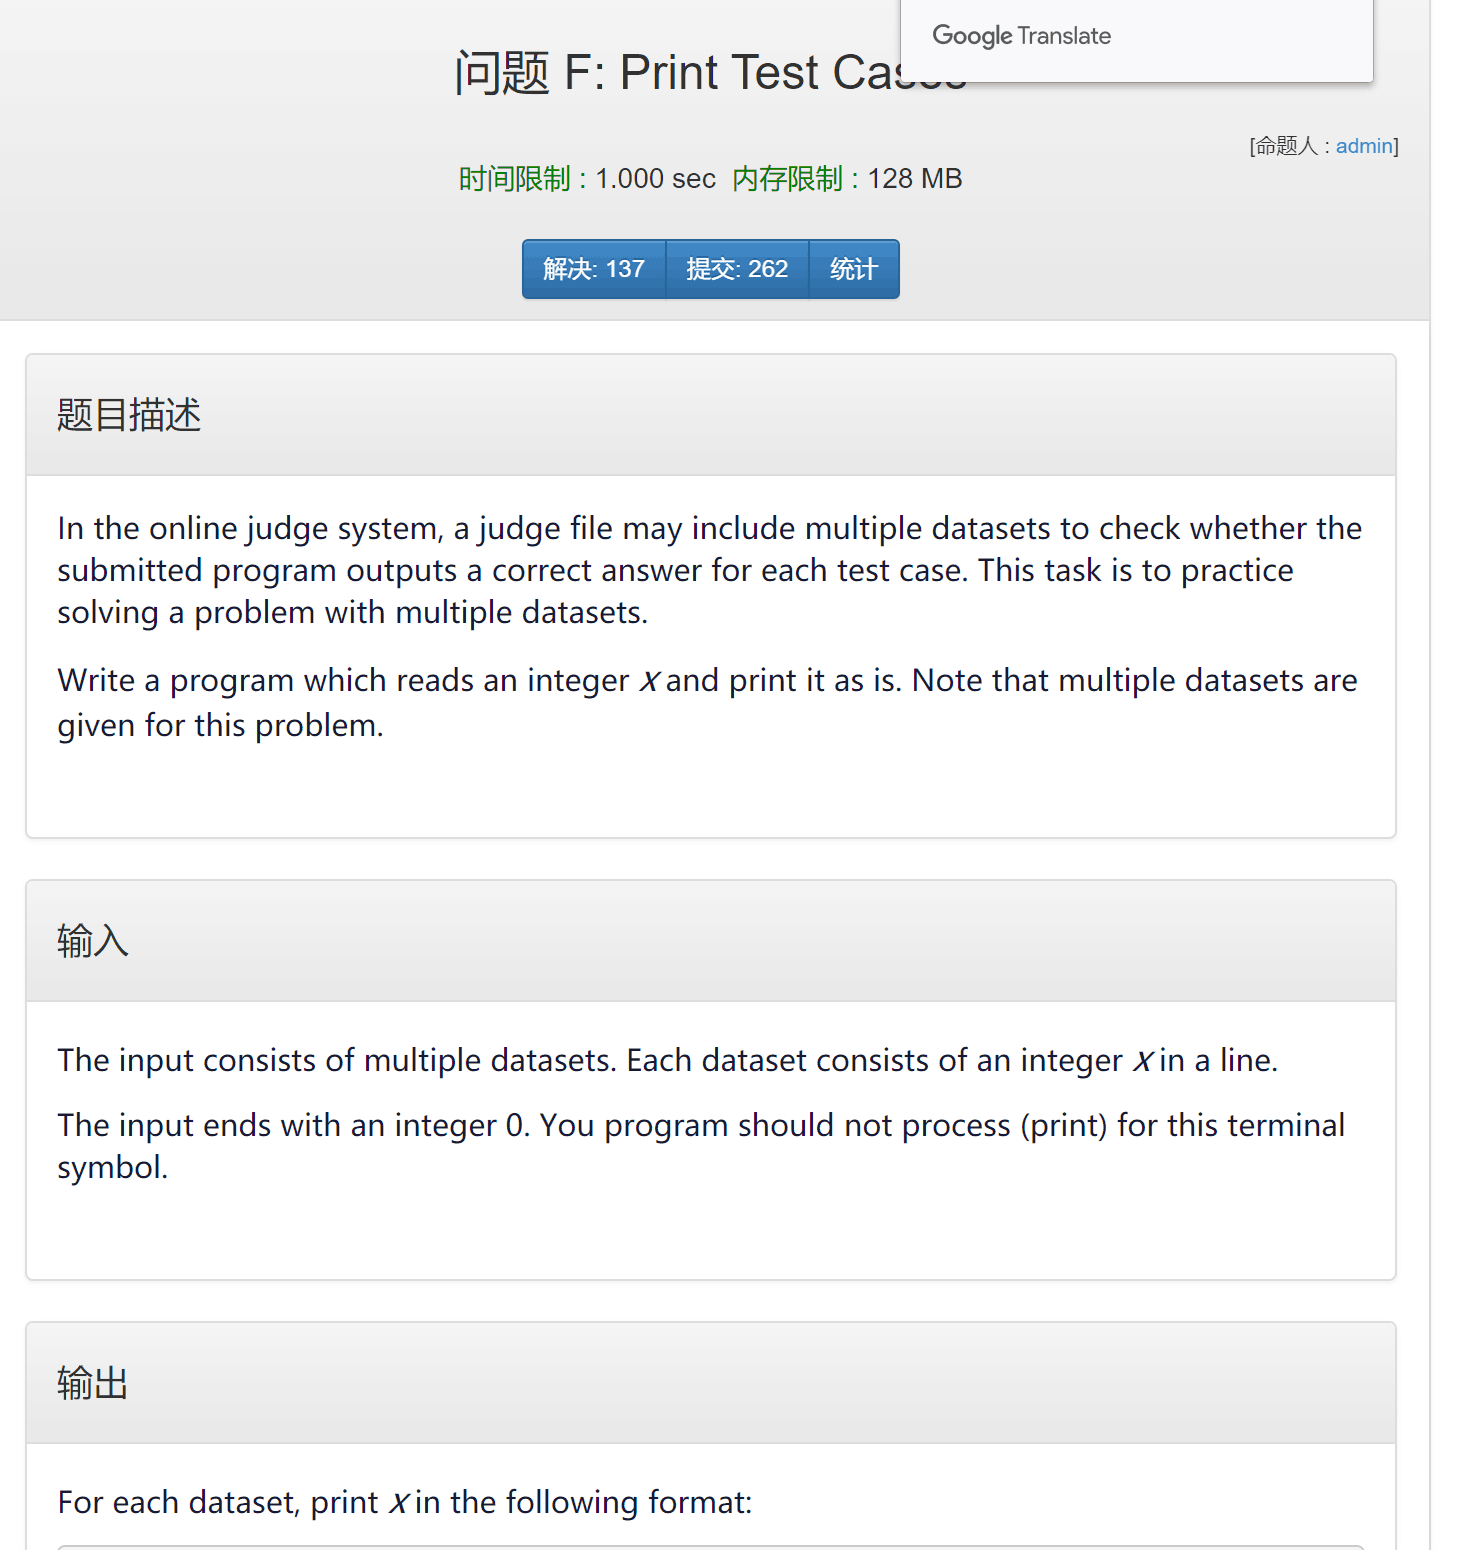 Google Translate
问题 F: Print Test Cases
[命题人 : admin]
时间限制 : 1.000 sec 内存限制 : 128 MB
解决: 137 提交: 262 统计
题目描述
In the online judge system, a judge file may include multiple datasets to check whether the
submitted program outputs a correct answer for each test case. This task is to practice
solving a problem with multiple datasets.
Write a program which reads an integer x and print it as is. Note that multiple datasets are
given for this problem.
输入
The input consists of multiple datasets. Each dataset consists of an integer x in a line.
The input ends with an integer 0. You program should not process (print) for this terminal
symbol.
输出
For each dataset, print x in the following format: